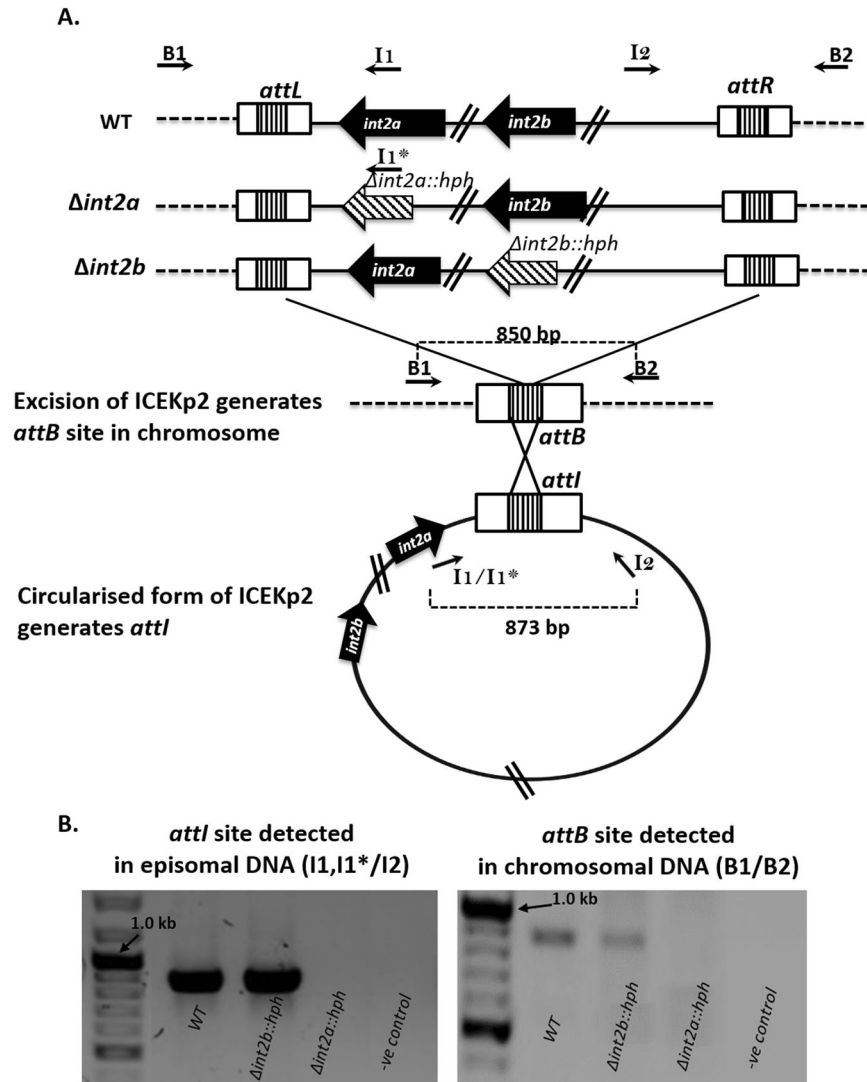 A.
B1
I1
I2
B2
attL
attR
WT
int2a
int2b
I1*
Δint2a::hph
Δint2a
int2b
Δint2b::hph
Δint2b
int2a
850 bp
B1
B2
Excision of ICEKp2 generates
attB site in chromosome
attB
attI
int2a
I1/I1*
I2
Circularised form of ICEKp2
generates attI
int2b
873 bp
B.
attI site detected
in episomal DNA (I1,I1*/I2)
attB site detected
in chromosomal DNA (B1/B2)
1.0 kb
WT
Δint2b::hph
Δint2a::hph
-ve control
1.0 kb
WT
Δint2b::hph
Δint2a::hph
-ve control